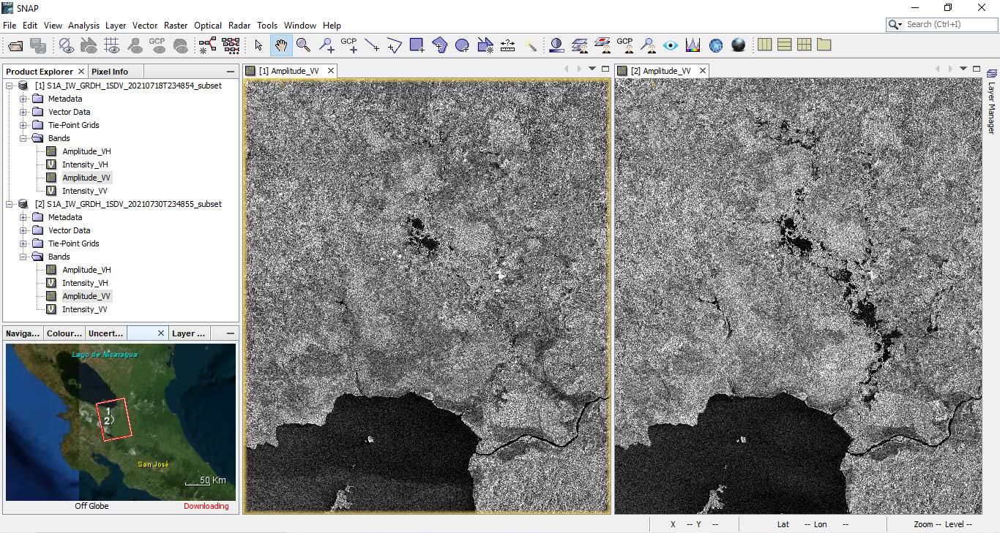 SNAP
File Edit View Analysis Layer Vector Raster Optical Radar Tools Window Help
Search (Ctrl+I)
GCP GCP GCP
Product Explorer Pixel Info
[1] Amplitude_VV
[2] Amplitude_VV
[1] S1A_IW_GRDH_1SDV_20210718T234854_subset
Metadata
Vector Data
Tie-Point Grids
Bands
Amplitude_VH
Intensity_VH
Amplitude_VV
Intensity_VV
[2] S1A_IW_GRDH_1SDV_20210730T234855_subset
Metadata
Vector Data
Tie-Point Grids
Bands
Amplitude_VH
Intensity_VH
Amplitude_VV
Intensity_VV
Layer Manager
Naviga... Colour... Uncert... Layer ...
Lago de Nicaragua
1
2
San José
50 Km
Off Globe Downloading
X -- Y -- Lat -- Lon -- Zoom -- Level --